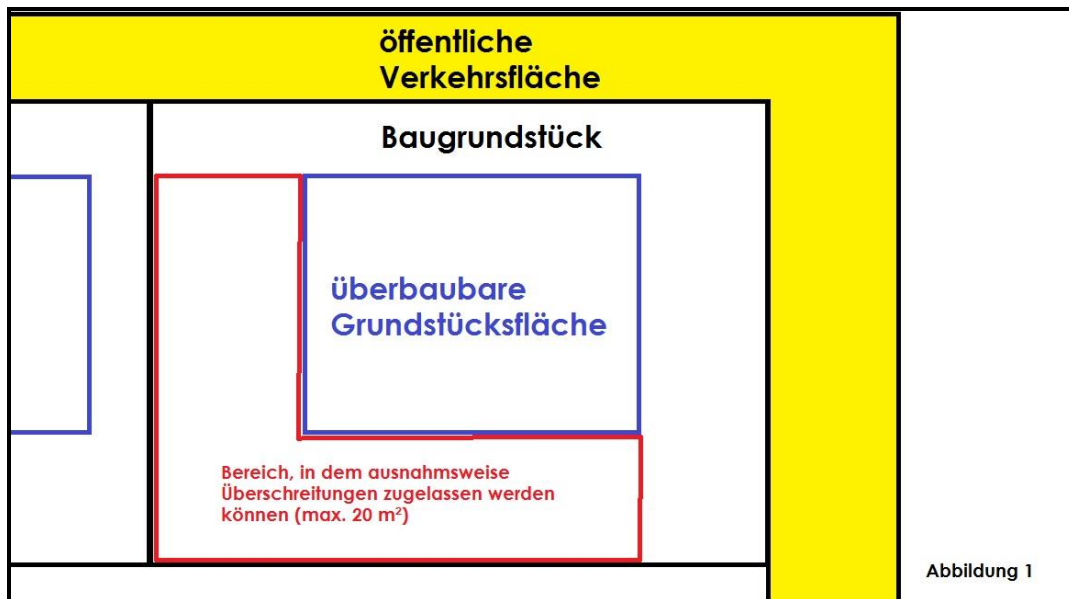 öffentliche
Verkehrsfläche
Baugrundstück
überbaubare
Grundstücksfläche
Bereich, in dem ausnahmsweise
Überschreitungen zugelassen werden
können (max. 20 m²)
Abbildung 1